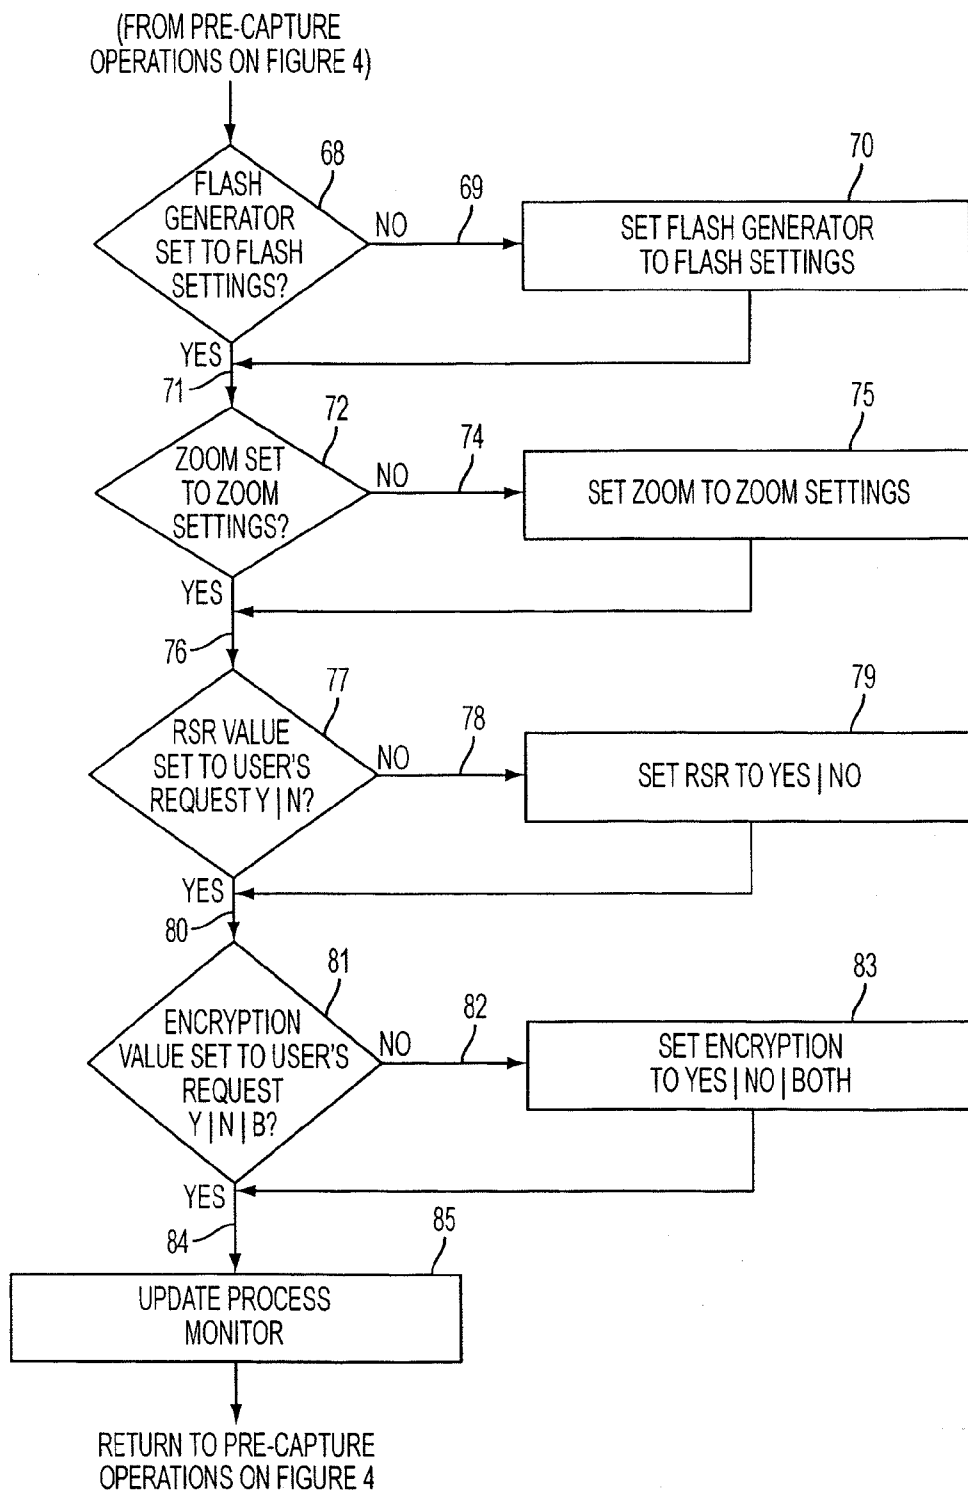 (FROM PRE-CAPTURE
OPERATIONS ON FIGURE 4)
68
FLASH
GENERATOR
SET TO FLASH
SETTINGS?
NO
69
70
SET FLASH GENERATOR
TO FLASH SETTINGS
YES
71
72
ZOOM SET
TO ZOOM
SETTINGS?
NO
74
75
SET ZOOM TO ZOOM SETTINGS
YES
76
77
RSR VALUE
SET TO USER'S
REQUEST Y | N?
NO
78
79
SET RSR TO YES | NO
YES
80
81
ENCRYPTION
VALUE SET TO USER'S
REQUEST
Y | N | B?
NO
82
83
SET ENCRYPTION
TO YES | NO | BOTH
YES
84
85
UPDATE PROCESS
MONITOR
RETURN TO PRE-CAPTURE
OPERATIONS ON FIGURE 4